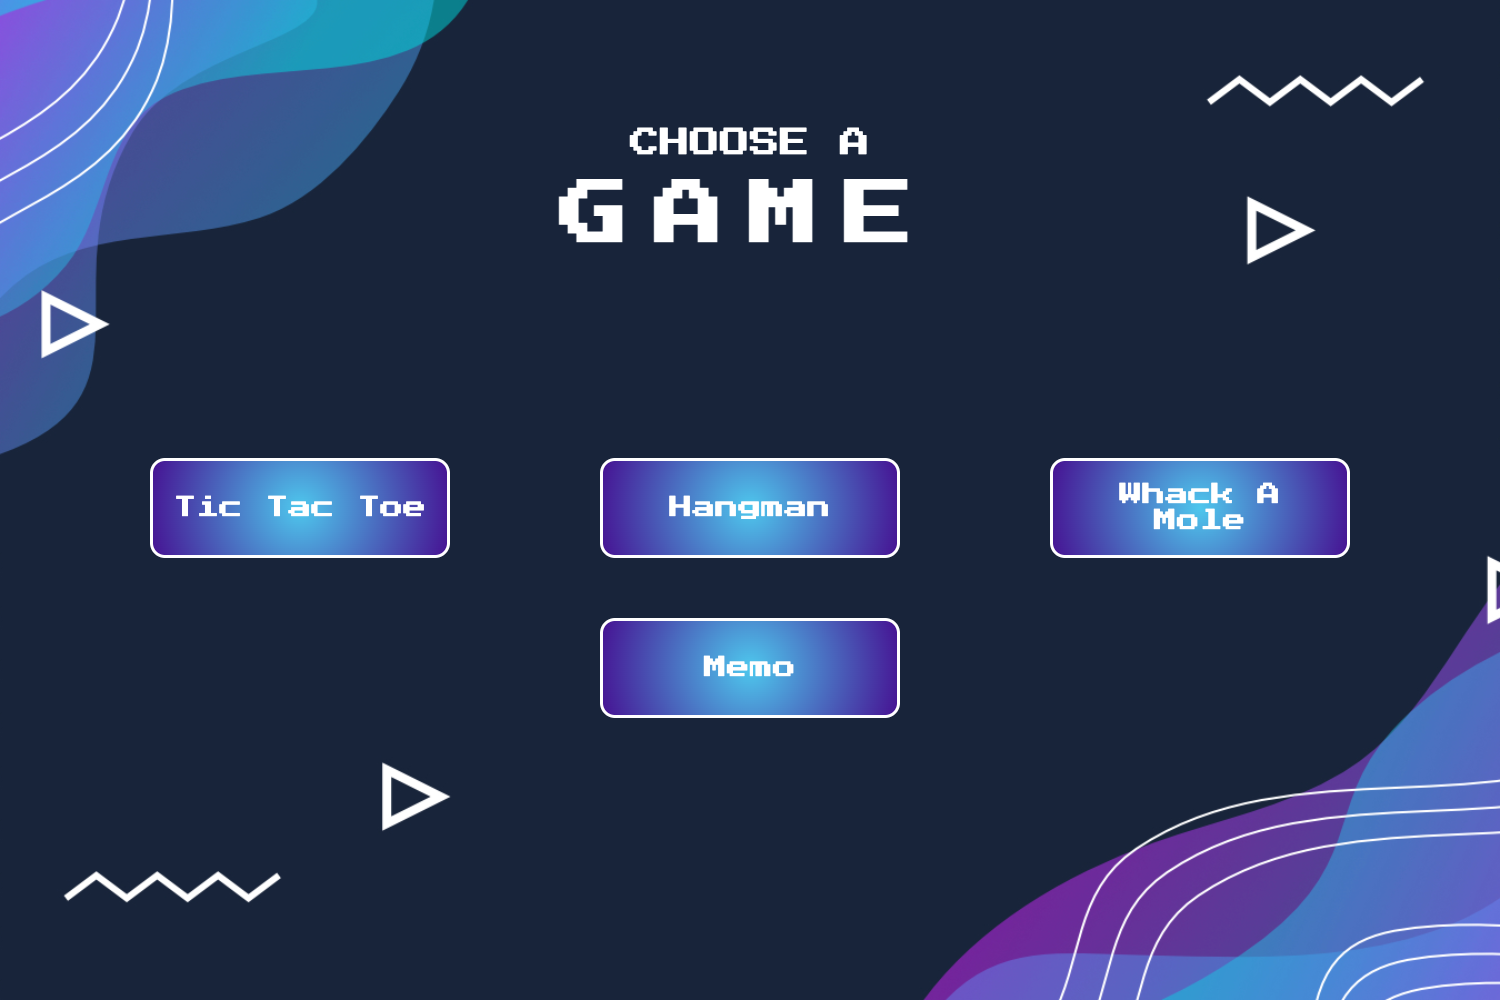 CHOOSE A
GAME
Tic Tac Toe
Hangman
Whack A
Mole
Memo